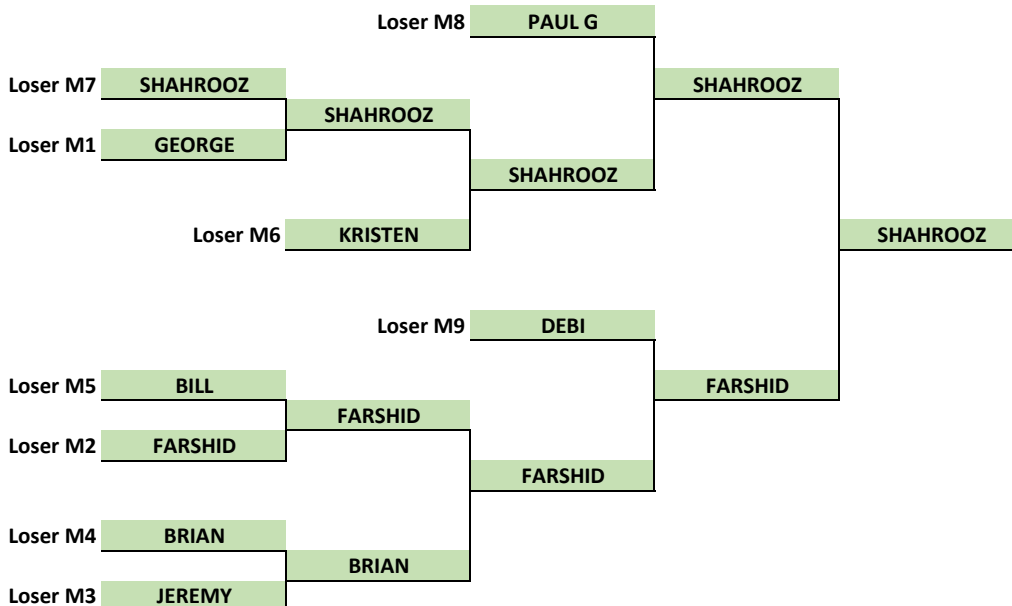 Loser M8 PAUL G
Loser M7 SHAHROOZ SHAHROOZ
SHAHROOZ
Loser M1 GEORGE
SHAHROOZ
Loser M6 KRISTEN SHAHROOZ
Loser M9 DEBI
Loser M5 BILL FARSHID
FARSHID
Loser M2 FARSHID
FARSHID
Loser M4 BRIAN
BRIAN
Loser M3 JEREMY